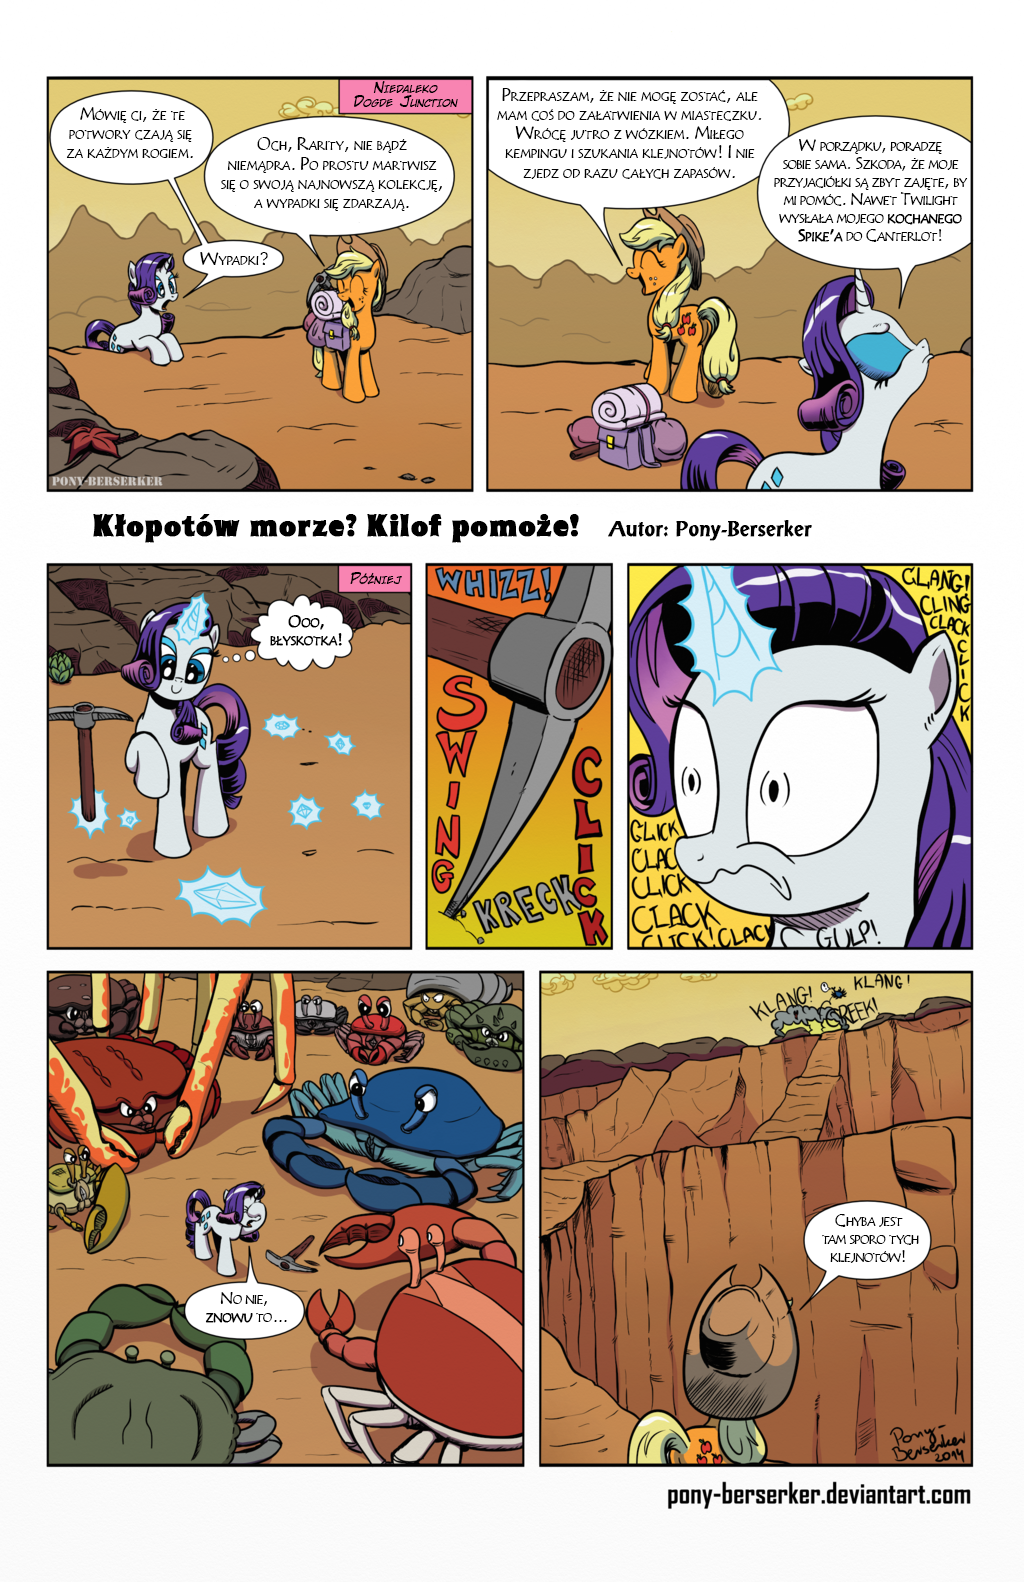 Niedaleko
Dogde Junction
Mówię ci, że te
potwory czają się
za każdym rogiem.
Och, Rarity, nie bądź
niemądra. Po prostu martwisz
się o swoją najnowszą kolekcję,
a wypadki się zdarzają.
Wypadki?
PONY-BERSERKER
Przepraszam, że nie mogę zostać, ale
mam coś do załatwienia w miasteczku.
Wrócę jutro z wózkiem. Miłego
kempingu i szukania klejnotów! I nie
zjedz od razu całych zapasów.
W porządku, poradzę
sobie sama. Szkoda, że moje
przyjaciółki są zbyt zajęte, by
mi pomóc. Nawet Twilight
wysłała mojego kochanego
Spike'a do Canterlot!
Kłopotów morze? Kilof pomoże! Autor: Pony-Berserker
Później
Ooo,
błyskotka!
WHIZZ!
SWING
CLICK
KRECK
CLANG!
CLING
CLACK
CLICK
CLICK
CLACK
CLICK
CLACK
CLICK! CLACK
GULP!
No nie,
znowu to...
KLANG!
KLANG!
CREEK!
Chyba jest
tam sporo tych
klejnotów!
Pony-
Berserker
2014
pony-berserker.deviantart.com